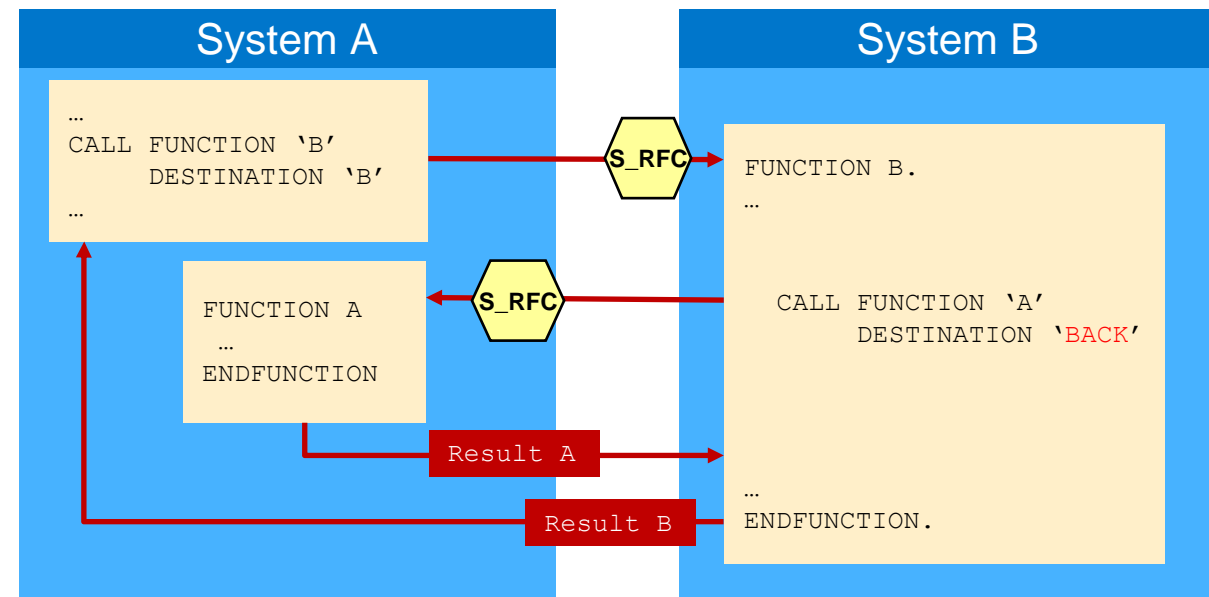 System A
…
CALL FUNCTION ‘B’
DESTINATION ‘B’
…
S_RFC
FUNCTION A
…
ENDFUNCTION
S_RFC
Result A
Result B
System B
FUNCTION B.
…
CALL FUNCTION ‘A’
DESTINATION ‘BACK’
…
ENDFUNCTION.